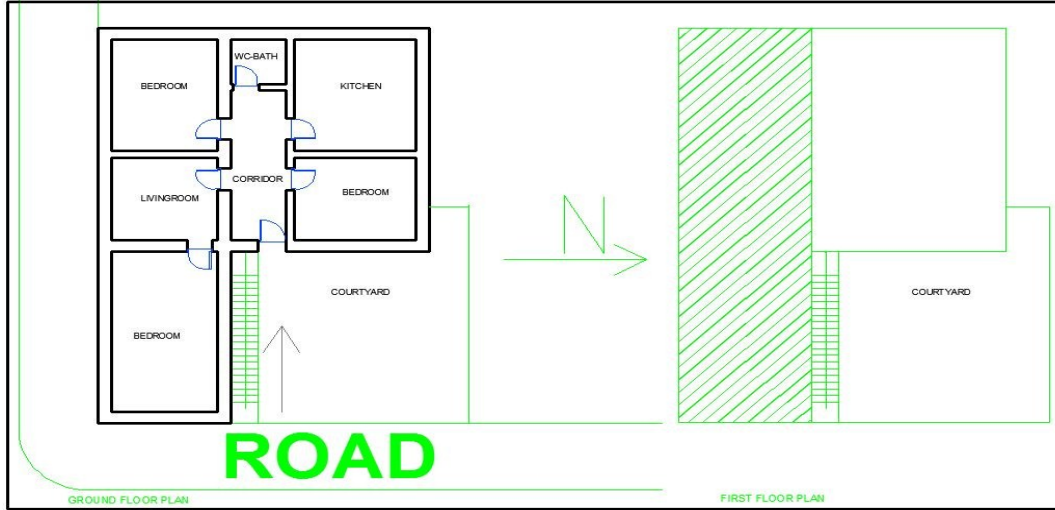 WC-BATH
BEDROOM
KITCHEN
CORRIDOR
LIVINGROOM
BEDROOM
N
COURTYARD
COURTYARD
BEDROOM
ROAD
GROUND FLOOR PLAN
FIRST FLOOR PLAN